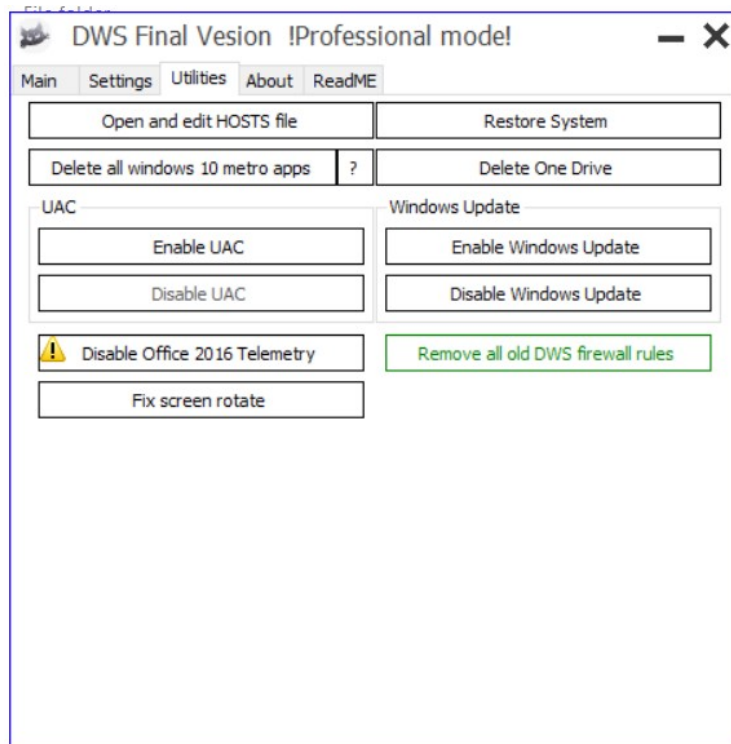 DWS Final Vesion !Professional mode!
Main Settings Utilities About ReadME
Open and edit HOSTS file
Restore System
Delete all windows 10 metro apps ?
Delete One Drive
UAC
Windows Update
Enable UAC
Enable Windows Update
Disable UAC
Disable Windows Update
Disable Office 2016 Telemetry
Remove all old DWS firewall rules
Fix screen rotate